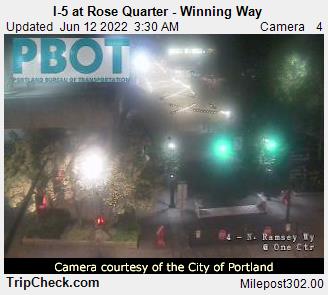 I-5 at Rose Quarter - Winning Way
Updated Jun 12 2022 3:30 AM Camera 4
PBOT
PORTLAND BUREAU OF TRANSPORTATION
4 - N. Ramsey Wy
@ One Ctr
Camera courtesy of the City of Portland
TripCheck.com Milepost302.00